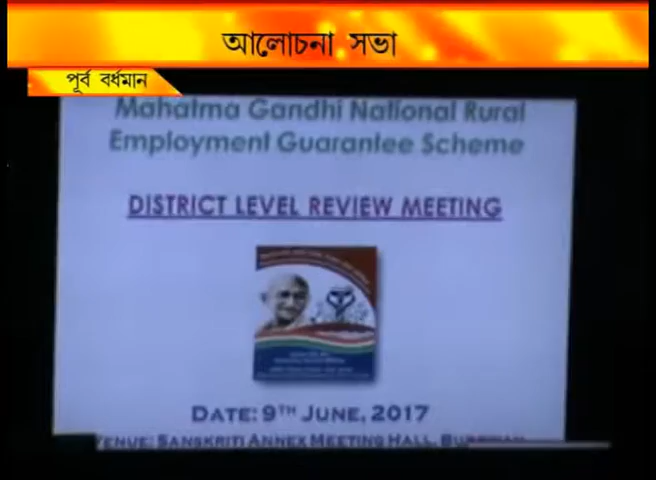 আলোচনা সভা
পূর্ব বর্ধমান
Mahatma Gandhi National Rural
Employment Guarantee Scheme
DISTRICT LEVEL REVIEW MEETING
DATE: 9TH JUNE, 2017
VENUE: SANSKRITI ANNEX MEETING HALL,